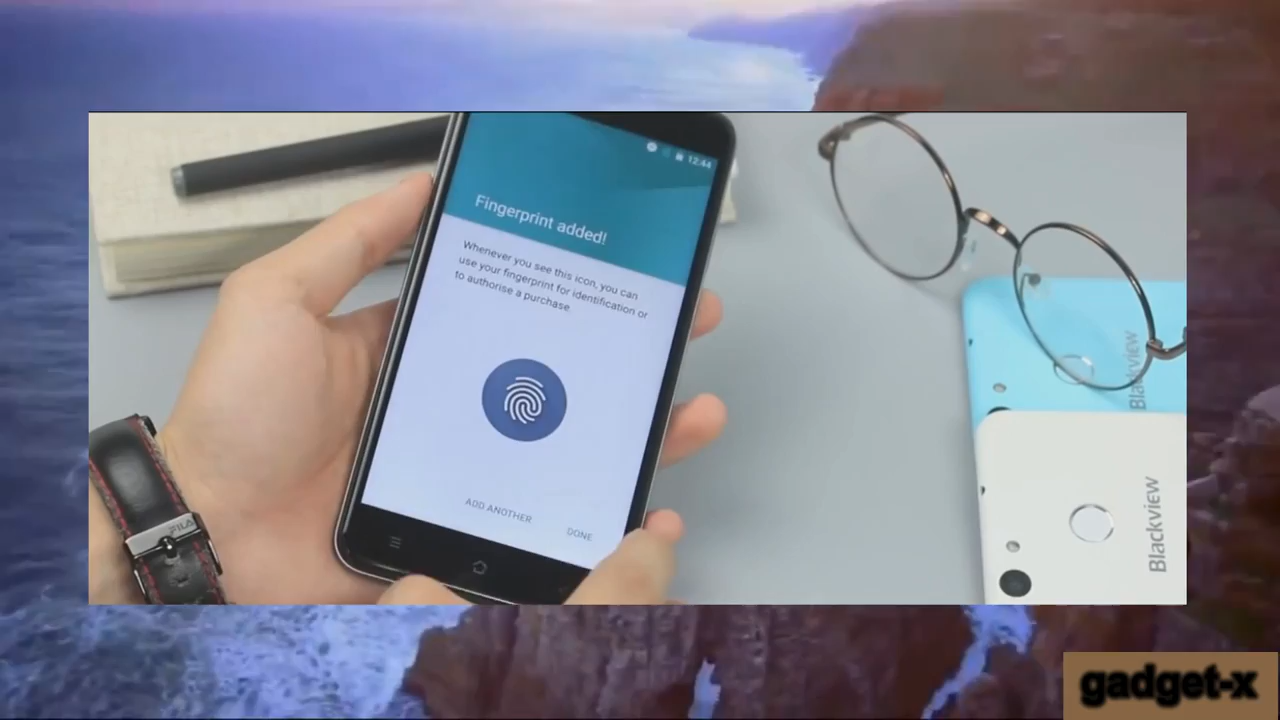 12:44
Fingerprint added!
Whenever you see this icon, you can
use your fingerprint for identification or
to authorise a purchase.
ADD ANOTHER
DONE
FILA
Blackview
Blackview
gadget-x